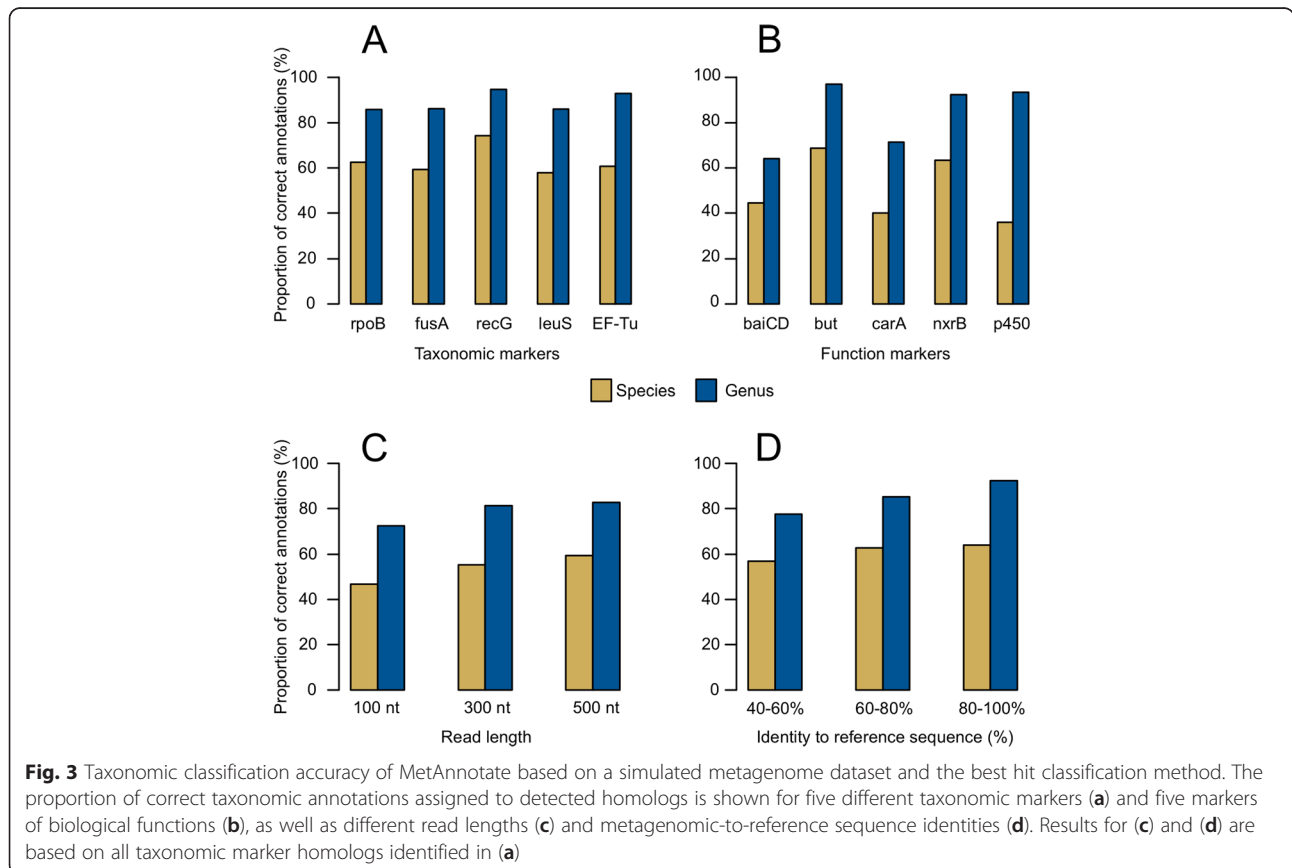 A
Proportion of correct annotations (%)
100
80
60
40
20
0
rpoB fusA recG leuS EF-Tu
Taxonomic markers
B
100
80
60
40
20
0
baiCD but carA nxrB p450
Function markers
Species Genus
C
Proportion of correct annotations (%)
100
80
60
40
20
0
100 nt 300 nt 500 nt
Read length
D
100
80
60
40
20
0
40-60% 60-80% 80-100%
Identity to reference sequence (%)
Fig. 3 Taxonomic classification accuracy of MetAnnotate based on a simulated metagenome dataset and the best hit classification method. The
proportion of correct taxonomic annotations assigned to detected homologs is shown for five different taxonomic markers (a) and five markers
of biological functions (b), as well as different read lengths (c) and metagenomic-to-reference sequence identities (d). Results for (c) and (d) are
based on all taxonomic marker homologs identified in (a)